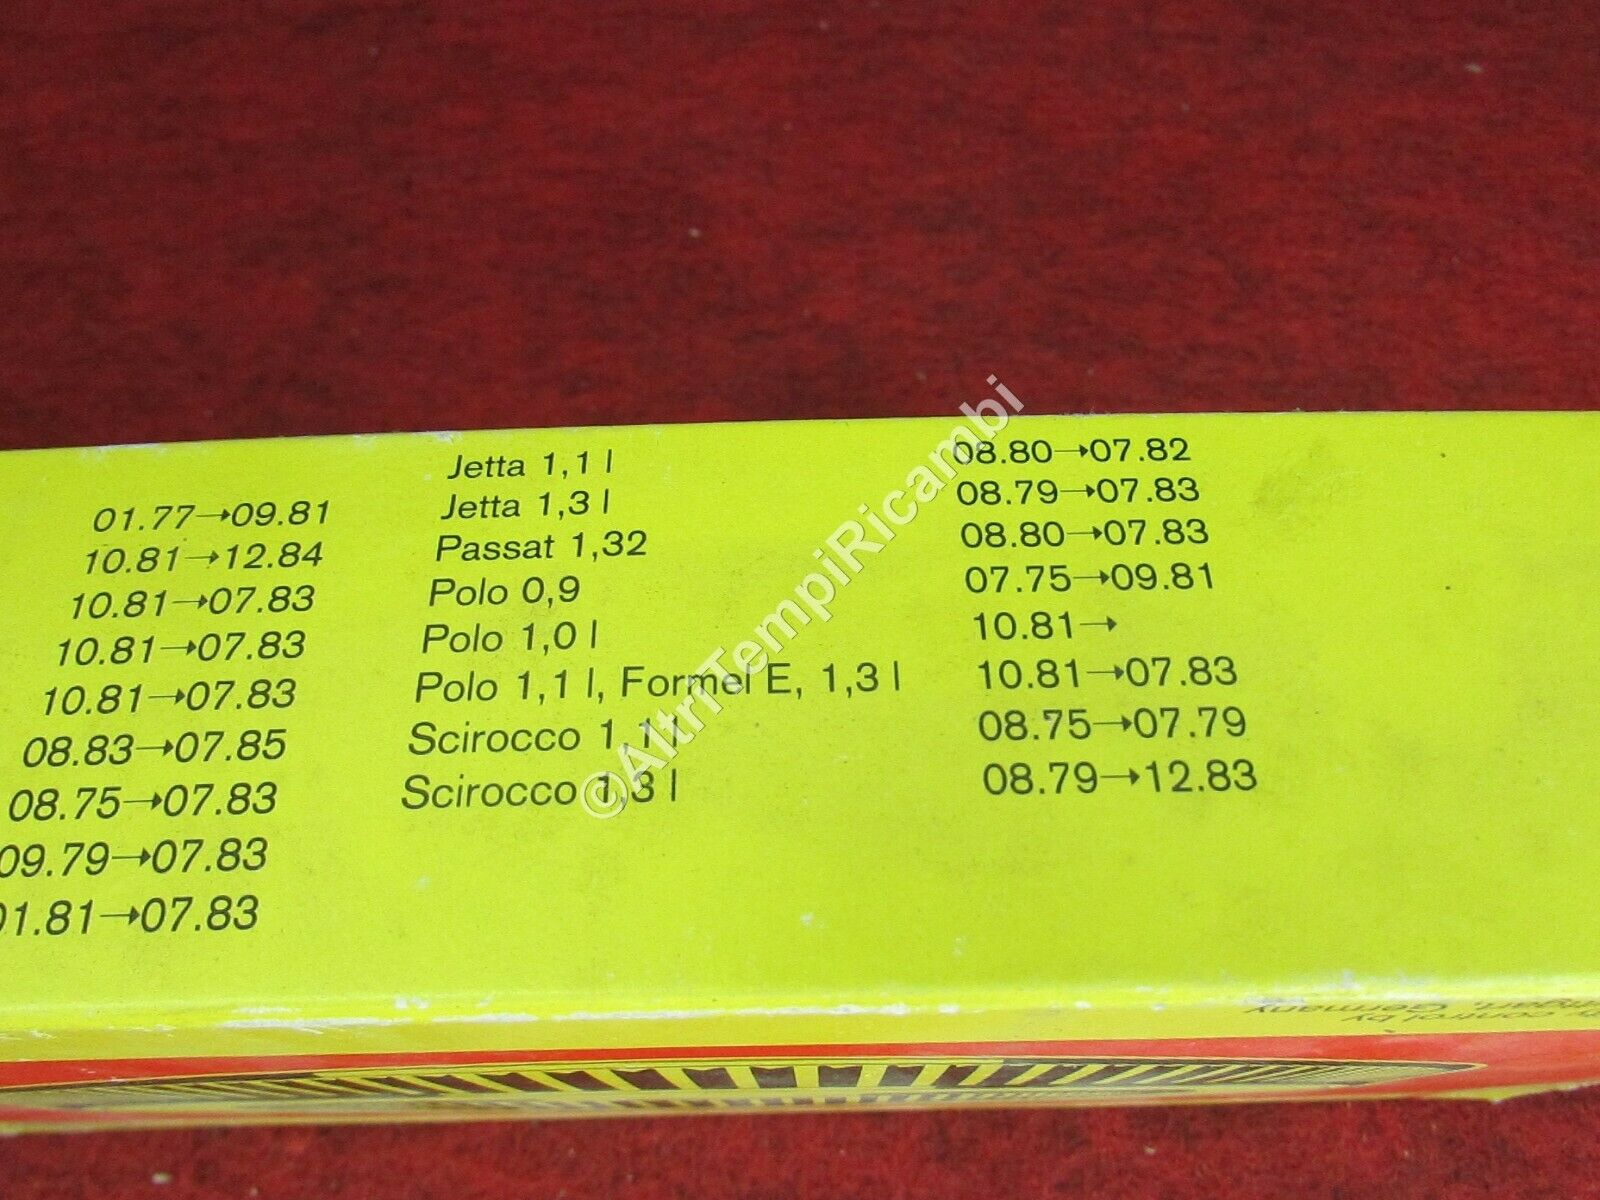 Jetta 1,1 l 08.80→07.82
01.77→09.81 Jetta 1,3 l 08.79→07.83
10.81→12.84 Passat 1,32 08.80→07.83
10.81→07.83 Polo 0,9 07.75→09.81
10.81→07.83 Polo 1,0 l 10.81→
10.81→07.83 Polo 1,1 l, Formel E, 1,3 l 10.81→07.83
08.83→07.85 Scirocco 1,1 l 08.75→07.79
08.75→07.83 Scirocco 1,3 l 08.79→12.83
09.79→07.83
01.81→07.83
©AltriTempiRicambi
control by
Germany